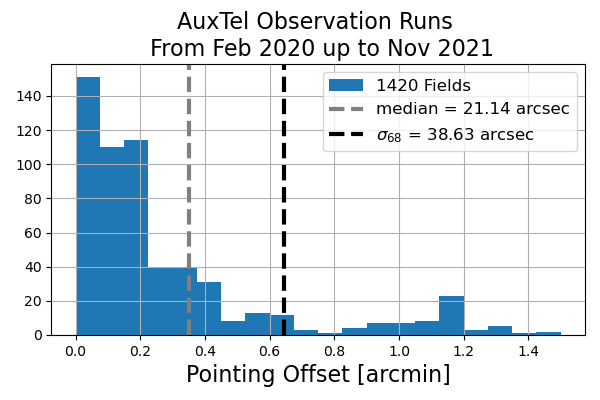 AuxTel Observation Runs
From Feb 2020 up to Nov 2021
1420 Fields
median = 21.14 arcsec
σ68 = 38.63 arcsec
140
120
100
80
60
40
20
0
0.0 0.2 0.4 0.6 0.8 1.0 1.2 1.4
Pointing Offset [arcmin]